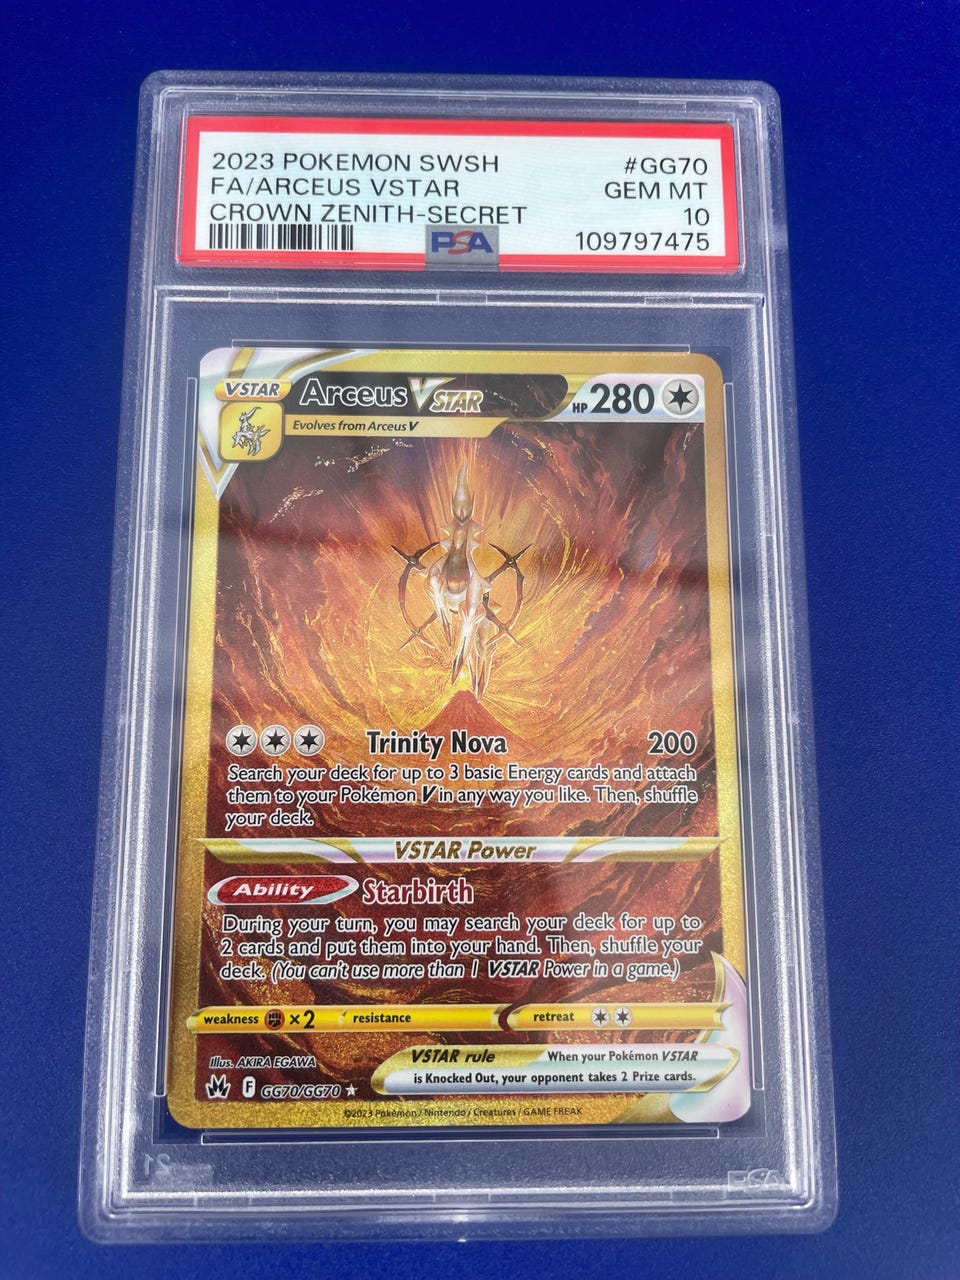 2023 POKEMON SWSH #GG70
FA/ARCEUS VSTAR GEM MT
CROWN ZENITH-SECRET 10
PSA 109797475
VSTAR Arceus VSTAR HP 280
Evolves from Arceus V
Trinity Nova 200
Search your deck for up to 3 basic Energy cards and attach
them to your Pokémon V in any way you like. Then, shuffle
your deck.
VSTAR Power
Ability Starbirth
During your turn, you may search your deck for up to
2 cards and put them into your hand. Then, shuffle your
deck. (You can't use more than 1 VSTAR Power in a game.)
weakness ×2 resistance retreat
Illus. AKIRA EGAWA
VSTAR rule When your Pokémon VSTAR
is Knocked Out, your opponent takes 2 Prize cards.
F GG70/GG70 ★
©2023 Pokémon / Nintendo / Creatures / GAME FREAK
PSA